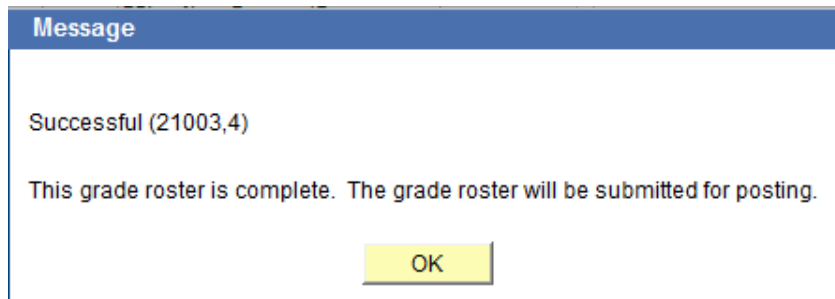 Message
Successful (21003,4)
This grade roster is complete.  The grade roster will be submitted for posting.
OK